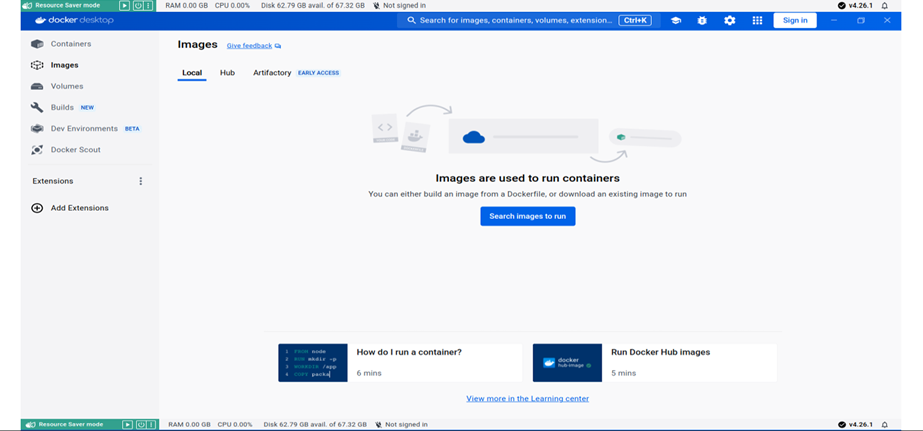 Resource Saver mode RAM 0.00 GB CPU 0.00% Disk 62.79 GB avail. of 67.32 GB Not signed in v4.26.1
docker desktop Search for images, containers, volumes, extension... Ctrl+K Sign in
Containers
Images
Volumes
Builds NEW
Dev Environments BETA
Docker Scout
Extensions
Add Extensions
Images Give feedback
Local Hub Artifactory EARLY ACCESS
Images are used to run containers
You can either build an image from a Dockerfile, or download an existing image to run
Search images to run
1 FROM node
2 RUN mkdir -p
3 WORKDIR /app
4 COPY packa
How do I run a container?
6 mins
docker
hub-image
Run Docker Hub images
5 mins
View more in the Learning center
Resource Saver mode RAM 0.00 GB CPU 0.00% Disk 62.79 GB avail. of 67.32 GB Not signed in v4.26.1